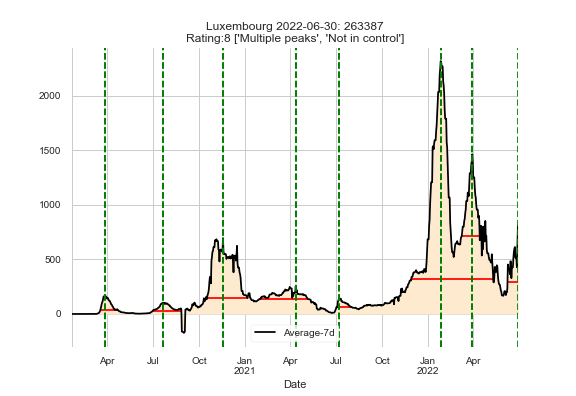 Luxembourg 2022-06-30: 263387
Rating:8 ['Multiple peaks', 'Not in control']
2000
1500
1000
500
0
Average-7d
Apr
Jul
Oct
Jan
2021
Apr
Jul
Oct
Jan
2022
Apr
Date